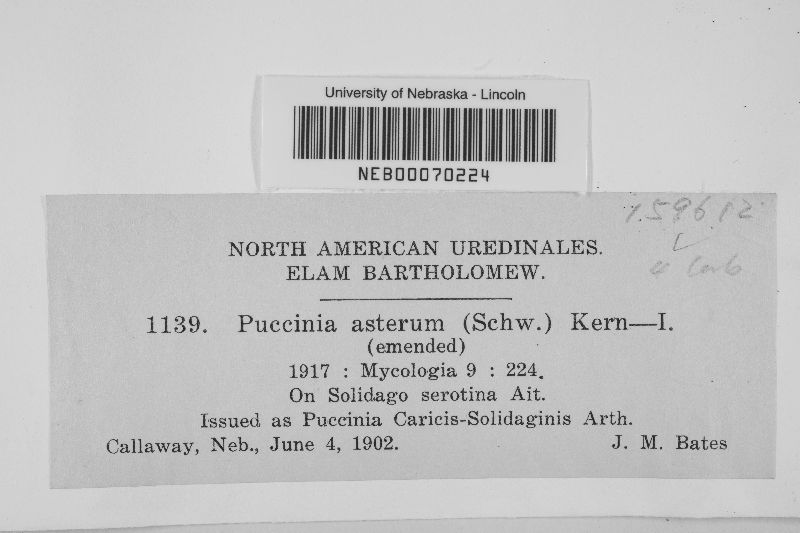 University of Nebraska - Lincoln
NEB00070224
159612
NORTH AMERICAN UREDINALES.
ELAM BARTHOLOMEW.
1139. Puccinia asterum (Schw.) Kern—I.
(emended)
1917 : Mycologia 9 : 224.
On Solidago serotina Ait.
Issued as Puccinia Caricis-Solidaginis Arth.
Callaway, Neb., June 4, 1902. J. M. Bates